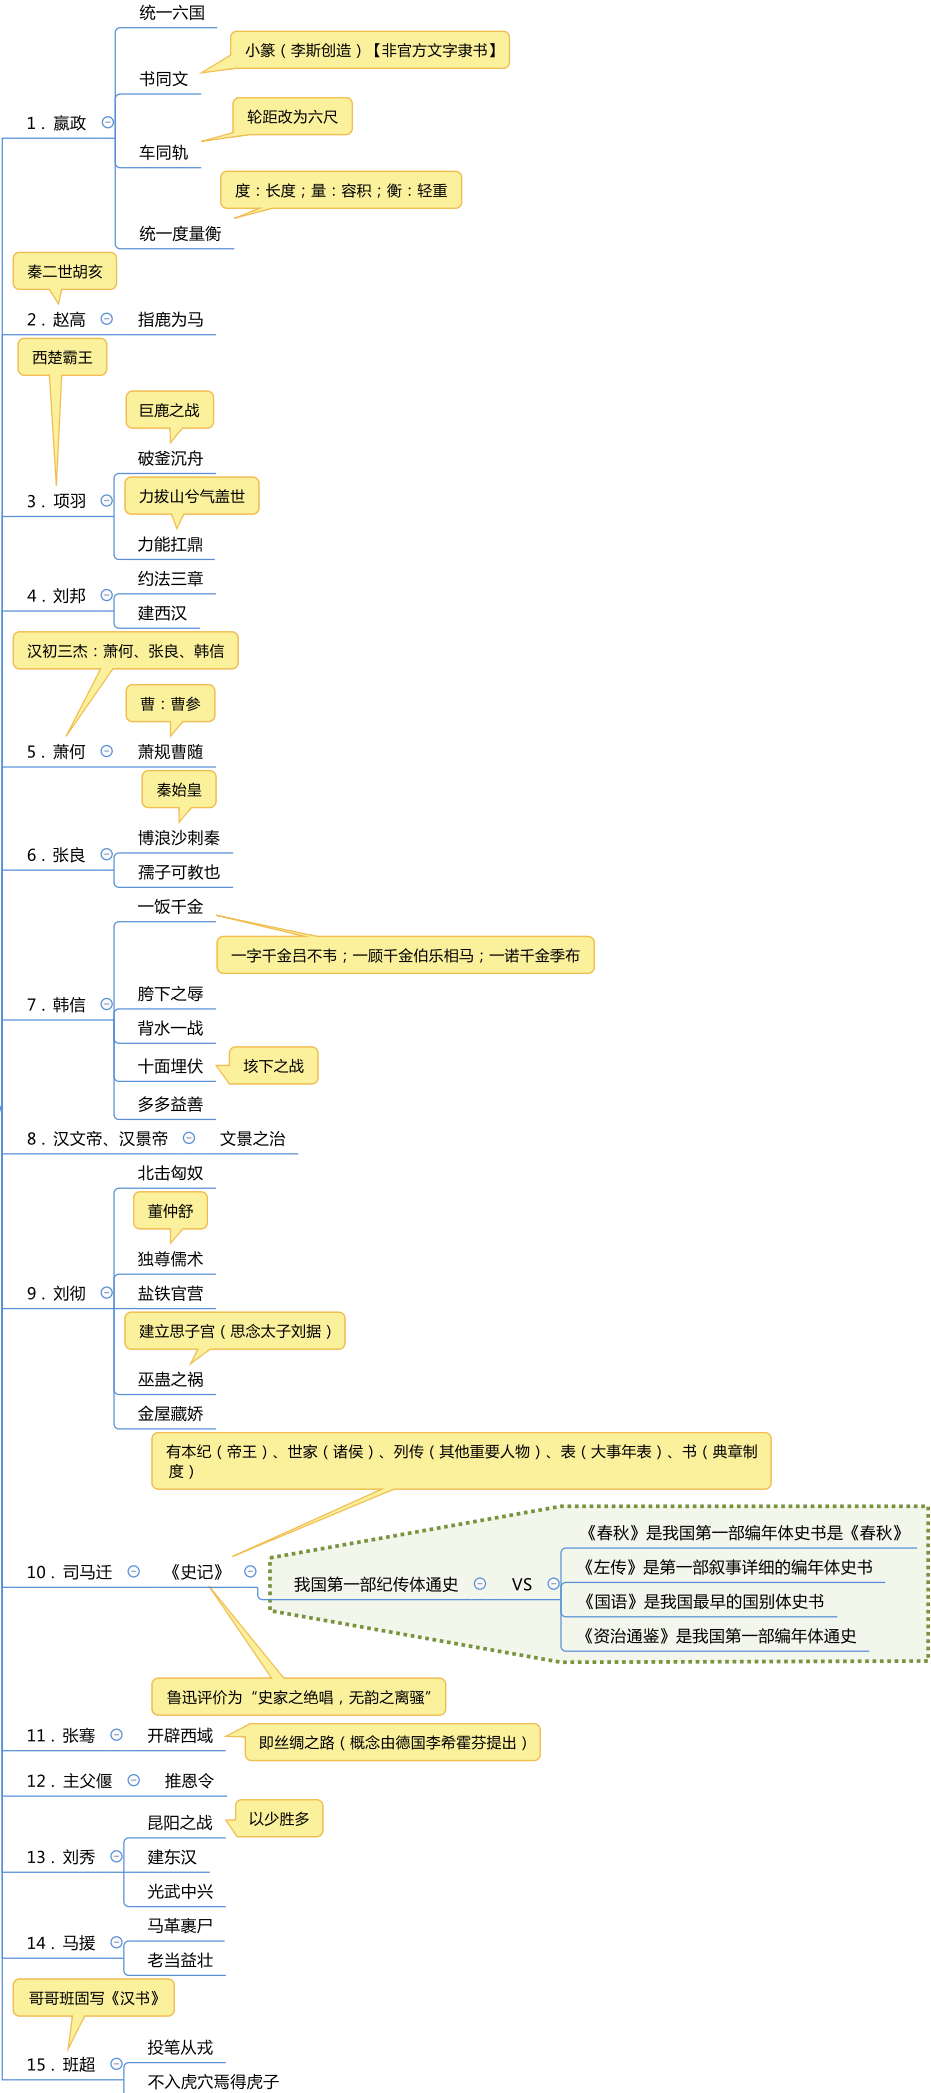 统一六国
小篆（李斯创造）【非官方文字隶书】
书同文
轮距改为六尺
1．嬴政
车同轨
度：长度；量：容积；衡：轻重
统一度量衡
秦二世胡亥
2．赵高
指鹿为马
西楚霸王
巨鹿之战
破釜沉舟
3．项羽
力拔山兮气盖世
力能扛鼎
约法三章
4．刘邦
建西汉
汉初三杰：萧何、张良、韩信
曹：曹参
5．萧何
萧规曹随
秦始皇
博浪沙刺秦
6．张良
孺子可教也
一饭千金
一字千金吕不韦；一顾千金伯乐相马；一诺千金季布
胯下之辱
7．韩信
背水一战
十面埋伏
垓下之战
多多益善
8．汉文帝、汉景帝
文景之治
北击匈奴
董仲舒
独尊儒术
9．刘彻
盐铁官营
建立思子宫（思念太子刘据）
巫蛊之祸
金屋藏娇
有本纪（帝王）、世家（诸侯）、列传（其他重要人物）、表（大事年表）、书（典章制
度）
《春秋》是我国第一部编年体史书是《春秋》
10．司马迁
《史记》
《左传》是第一部叙事详细的编年体史书
我国第一部纪传体通史
VS
《国语》是我国最早的国别体史书
《资治通鉴》是我国第一部编年体通史
鲁迅评价为“史家之绝唱，无韵之离骚”
11．张骞
开辟西域
即丝绸之路（概念由德国李希霍芬提出）
12．主父偃
推恩令
昆阳之战
以少胜多
13．刘秀
建东汉
光武中兴
马革裹尸
14．马援
老当益壮
哥哥班固写《汉书》
投笔从戎
15．班超
不入虎穴焉得虎子